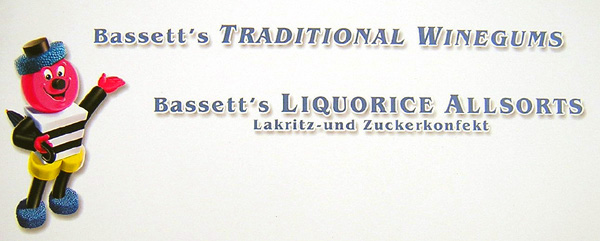 Bassett's TRADITIONAL WINEGUMS
Bassett's LIQUORICE ALLSORTS
Lakritz-und Zuckerkonfekt